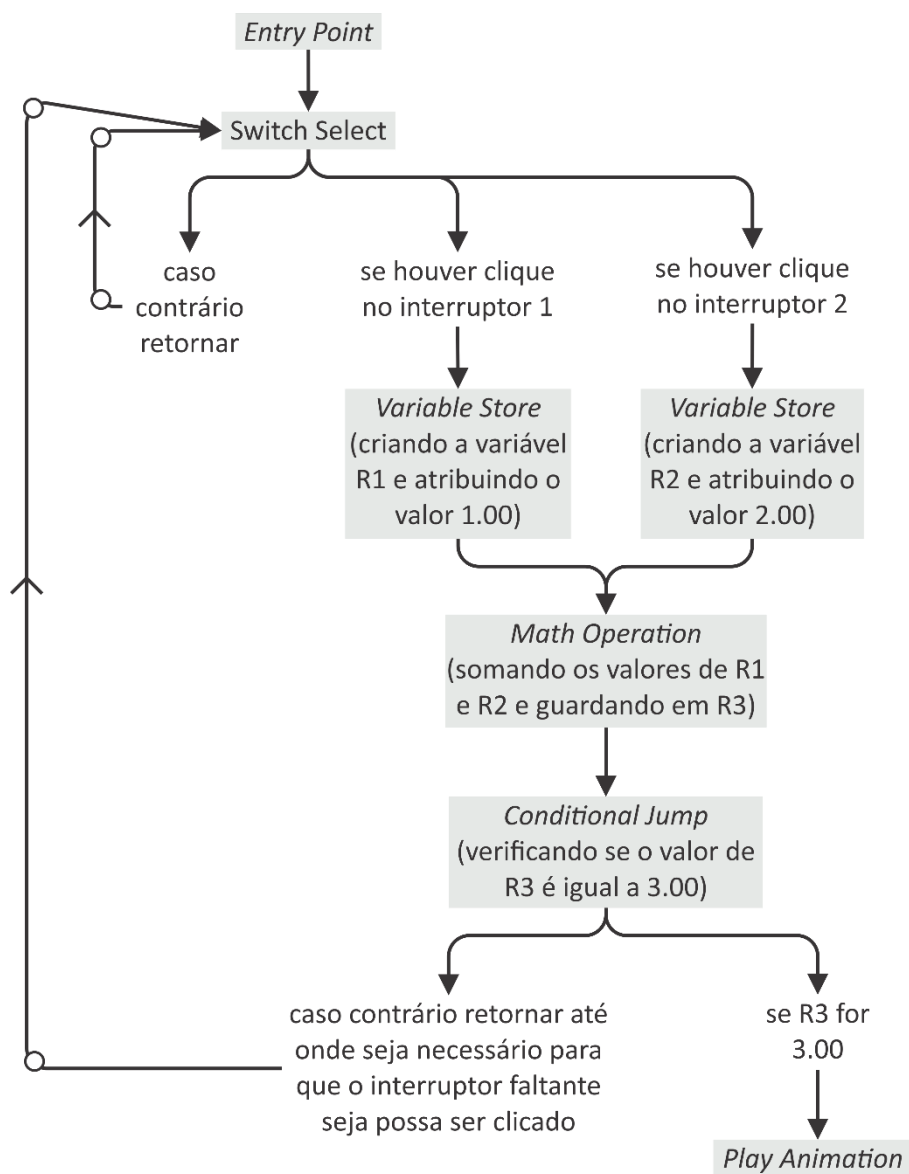 Entry Point
Switch Select
caso
contrário
retornar
se houver clique
no interruptor 1
se houver clique
no interruptor 2
Variable Store
(criando a variável
R1 e atribuindo o
valor 1.00)
Variable Store
(criando a variável
R2 e atribuindo o
valor 2.00)
Math Operation
(somando os valores de R1
e R2 e guardando em R3)
Conditional Jump
(verificando se o valor de
R3 é igual a 3.00)
caso contrário retornar até
onde seja necessário para
que o interruptor faltante
seja possa ser clicado
se R3 for
3.00
Play Animation